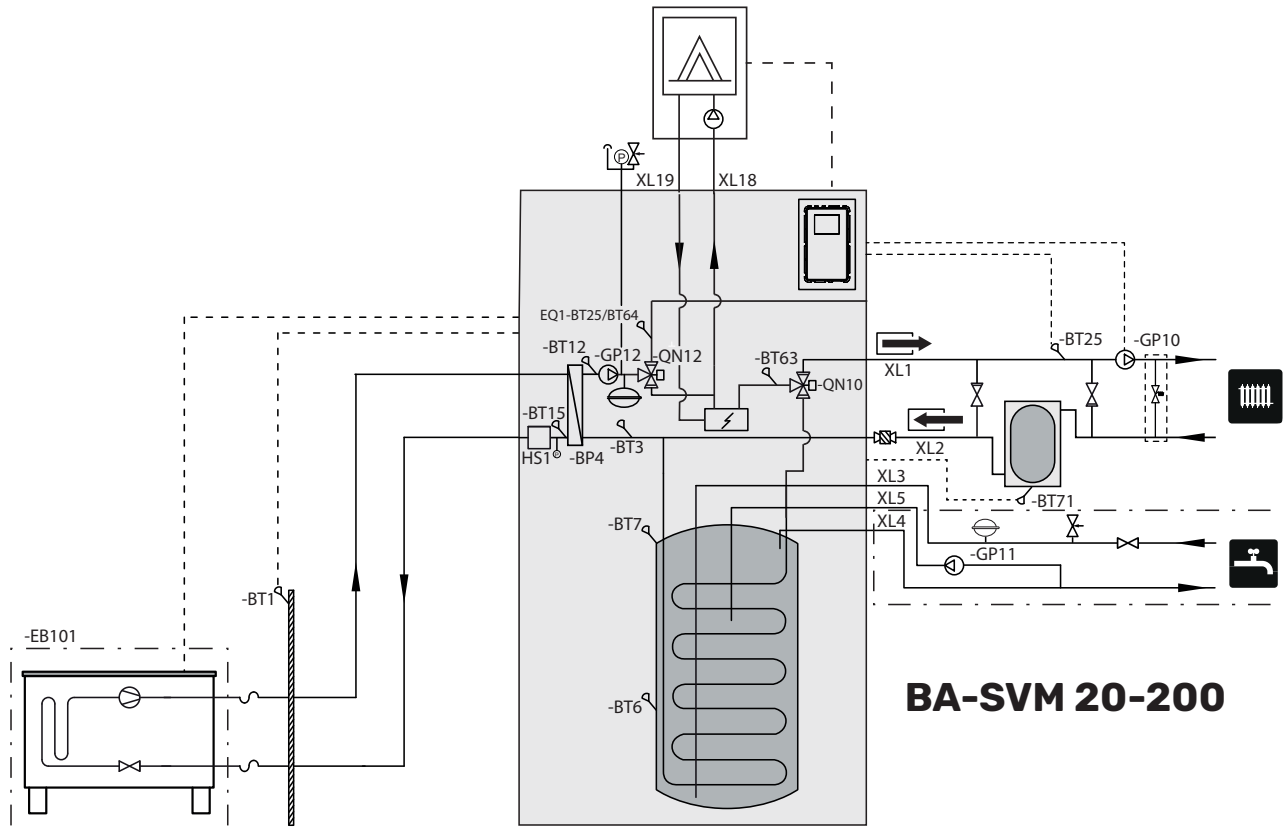 P
XL19
XL18
EQ1-BT25/BT64
-BT12
-GP12
-QN12
-BT63
-QN10
XL1
-BT25
-GP10
-BT15
HS1
P
-BP4
-BT3
XL2
XL3
XL5
XL4
-BT71
-GP11
-BT7
-BT1
-EB101
-BT6
BA-SVM 20-200